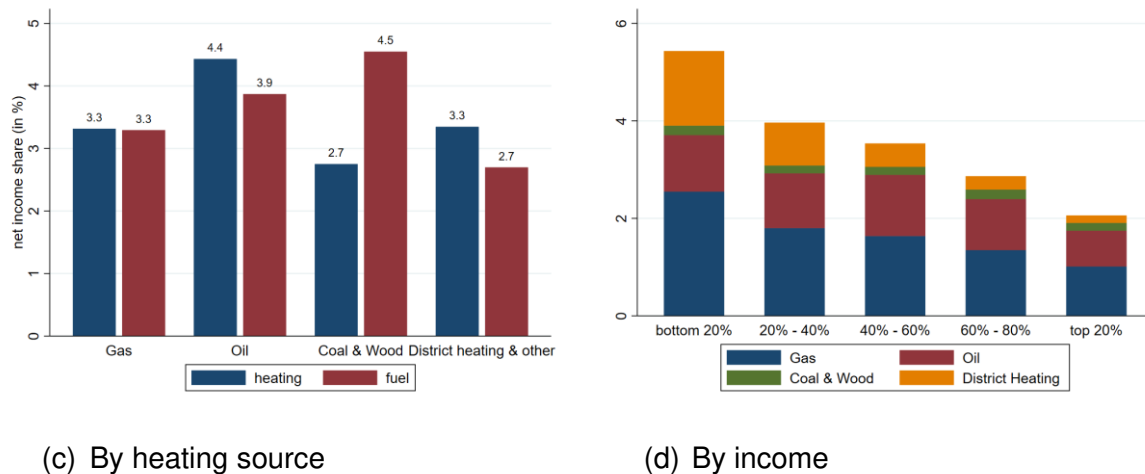 net income share (in %)
5
4
3
2
1
0
3.3
3.3
4.4
3.9
2.7
4.5
3.3
2.7
Gas
Oil
Coal & Wood
District heating & other
heating
fuel
(c) By heating source
6
4
2
0
bottom 20%
20% - 40%
40% - 60%
60% - 80%
top 20%
Gas
Oil
Coal & Wood
District Heating
(d) By income